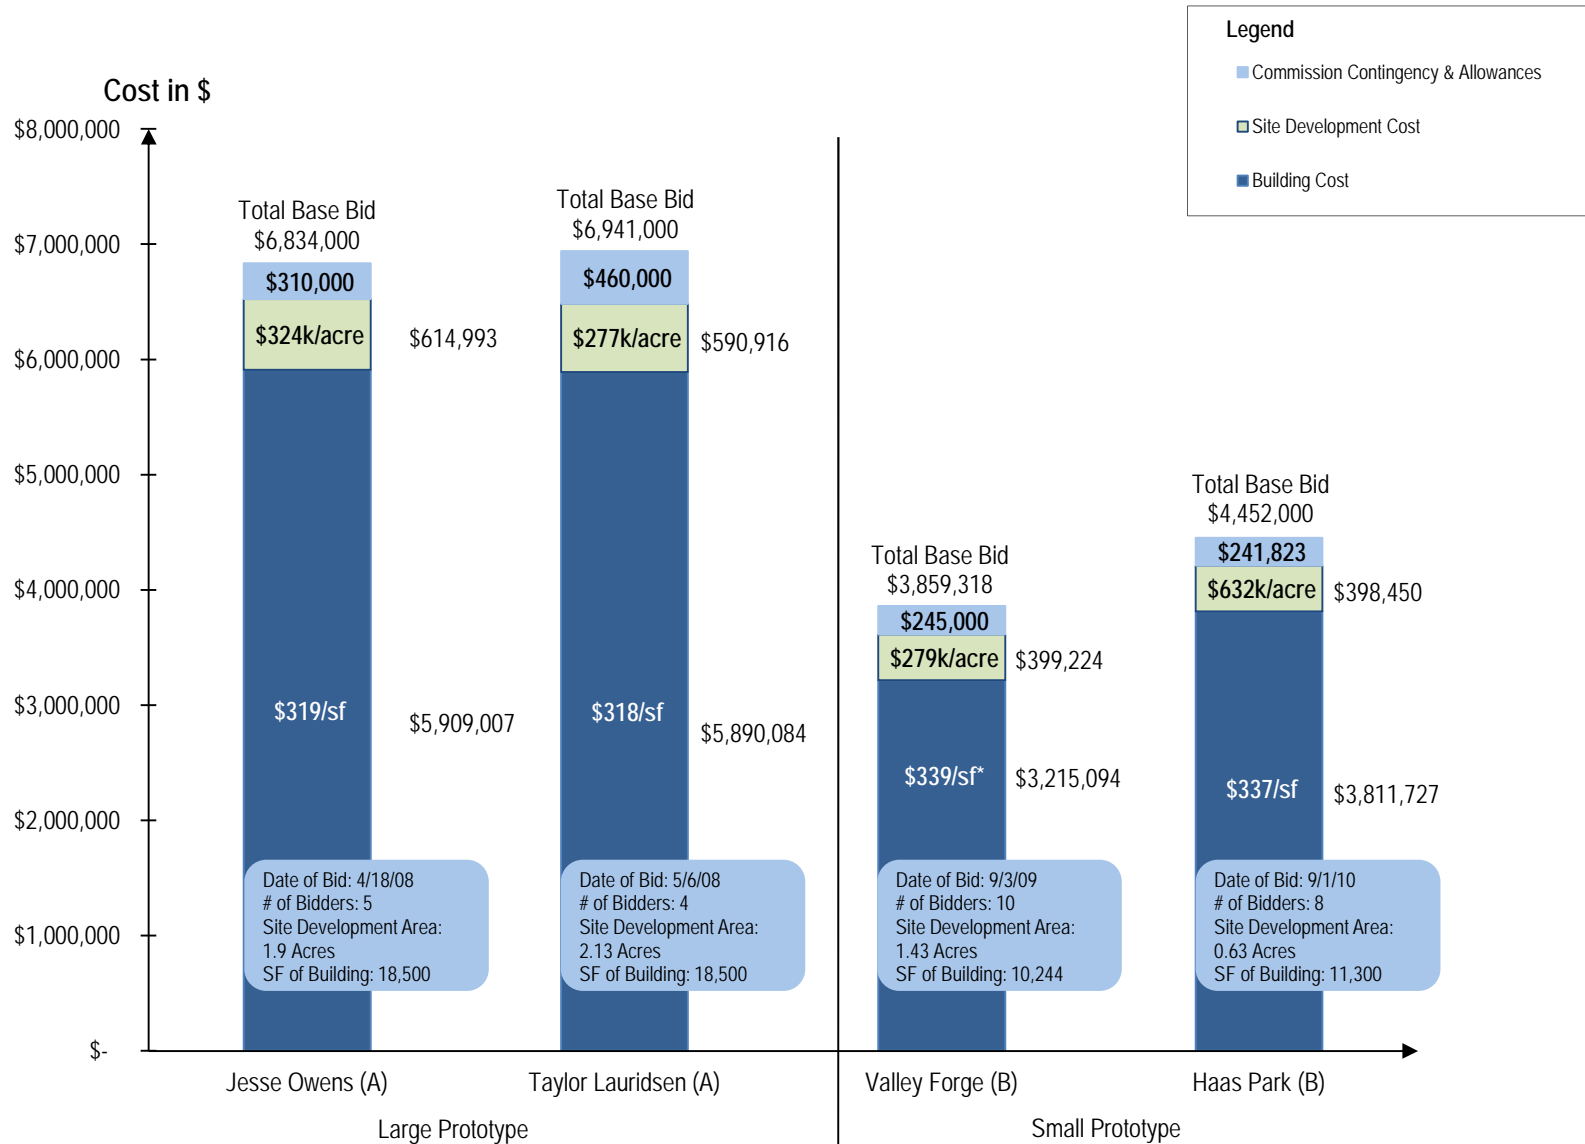 Legend
Commission Contingency & Allowances
Site Development Cost
Building Cost
Cost in $
$8,000,000
$7,000,000
$6,000,000
$5,000,000
$4,000,000
$3,000,000
$2,000,000
$1,000,000
$-
Total Base Bid
$6,834,000
$310,000
$324k/acre
$614,993
$319/sf
$5,909,007
Date of Bid: 4/18/08
# of Bidders: 5
Site Development Area:
1.9 Acres
SF of Building: 18,500
Total Base Bid
$6,941,000
$460,000
$277k/acre
$590,916
$318/sf
$5,890,084
Date of Bid: 5/6/08
# of Bidders: 4
Site Development Area:
2.13 Acres
SF of Building: 18,500
Total Base Bid
$3,859,318
$245,000
$279k/acre
$399,224
$339/sf*
$3,215,094
Date of Bid: 9/3/09
# of Bidders: 10
Site Development Area:
1.43 Acres
SF of Building: 10,244
Total Base Bid
$4,452,000
$241,823
$632k/acre
$398,450
$337/sf
$3,811,727
Date of Bid: 9/1/10
# of Bidders: 8
Site Development Area:
0.63 Acres
SF of Building: 11,300
Jesse Owens (A)
Taylor Lauridsen (A)
Valley Forge (B)
Haas Park (B)
Large Prototype
Small Prototype